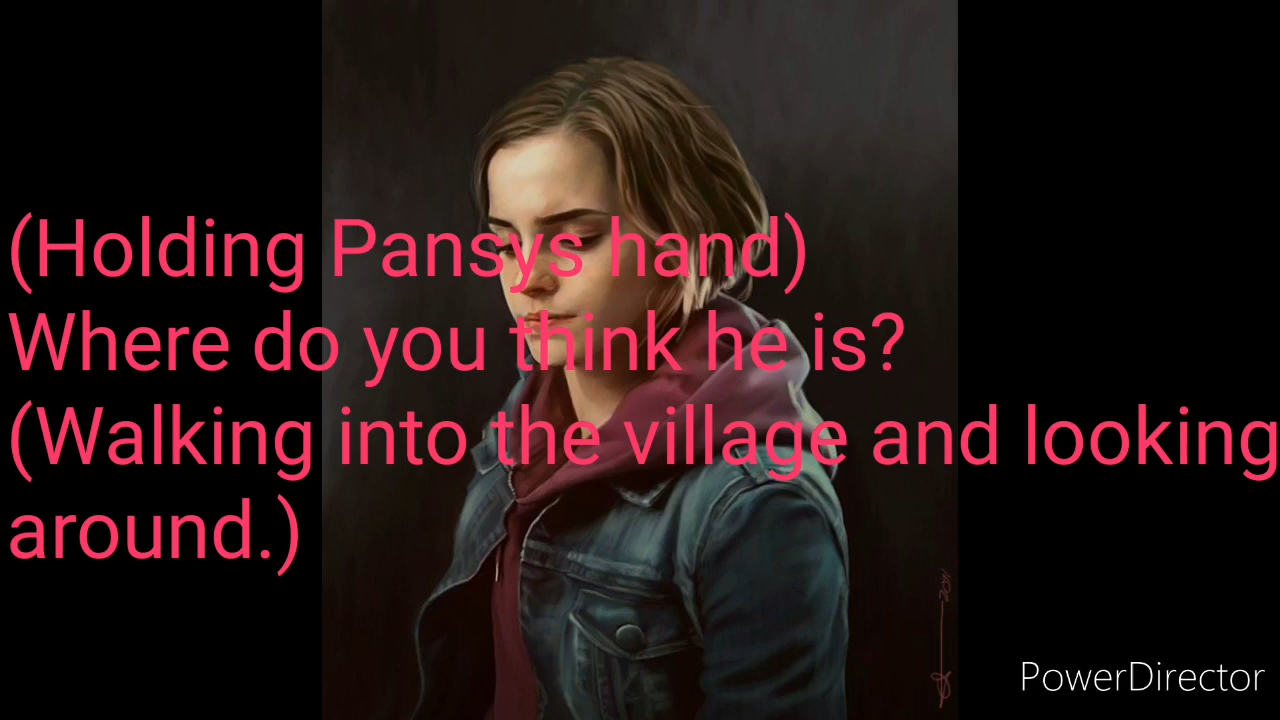 (Holding Pansys hand)
Where do you think he is?
(Walking into the village and looking
around.)
PowerDirector